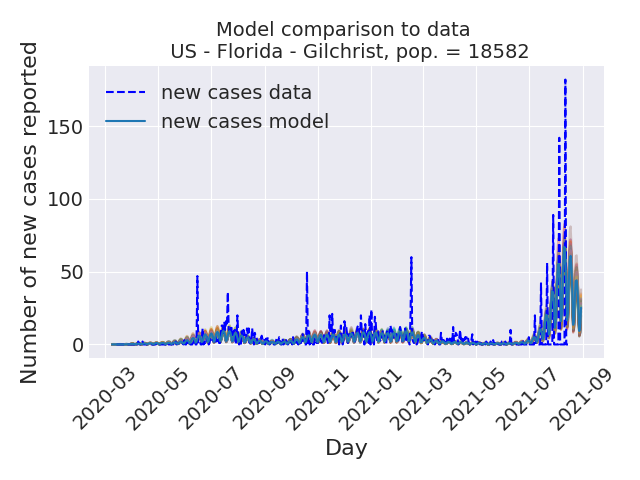 Model comparison to data
US - Florida - Gilchrist, pop. = 18582
new cases data
new cases model
Number of new cases reported
150
100
50
0
2020-03
2020-05
2020-07
2020-09
2020-11
2021-01
2021-03
2021-05
2021-07
2021-09
Day